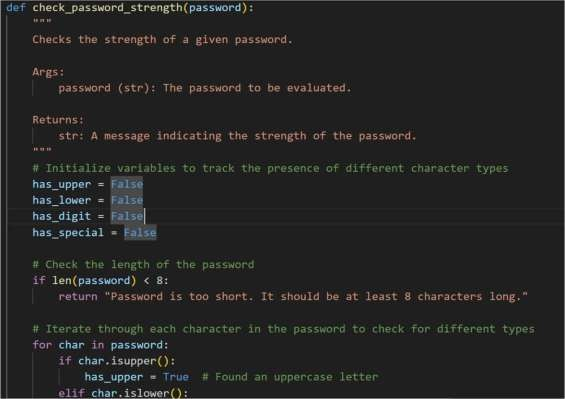 def check_password_strength(password):
    """
    Checks the strength of a given password.

    Args:
        password (str): The password to be evaluated.

    Returns:
        str: A message indicating the strength of the password.
    """
    # Initialize variables to track the presence of different character types
    has_upper = False
    has_lower = False
    has_digit = False
    has_special = False

    # Check the length of the password
    if len(password) < 8:
        return "Password is too short. It should be at least 8 characters long."

    # Iterate through each character in the password to check for different types
    for char in password:
        if char.isupper():
            has_upper = True  # Found an uppercase letter
        elif char.islower():